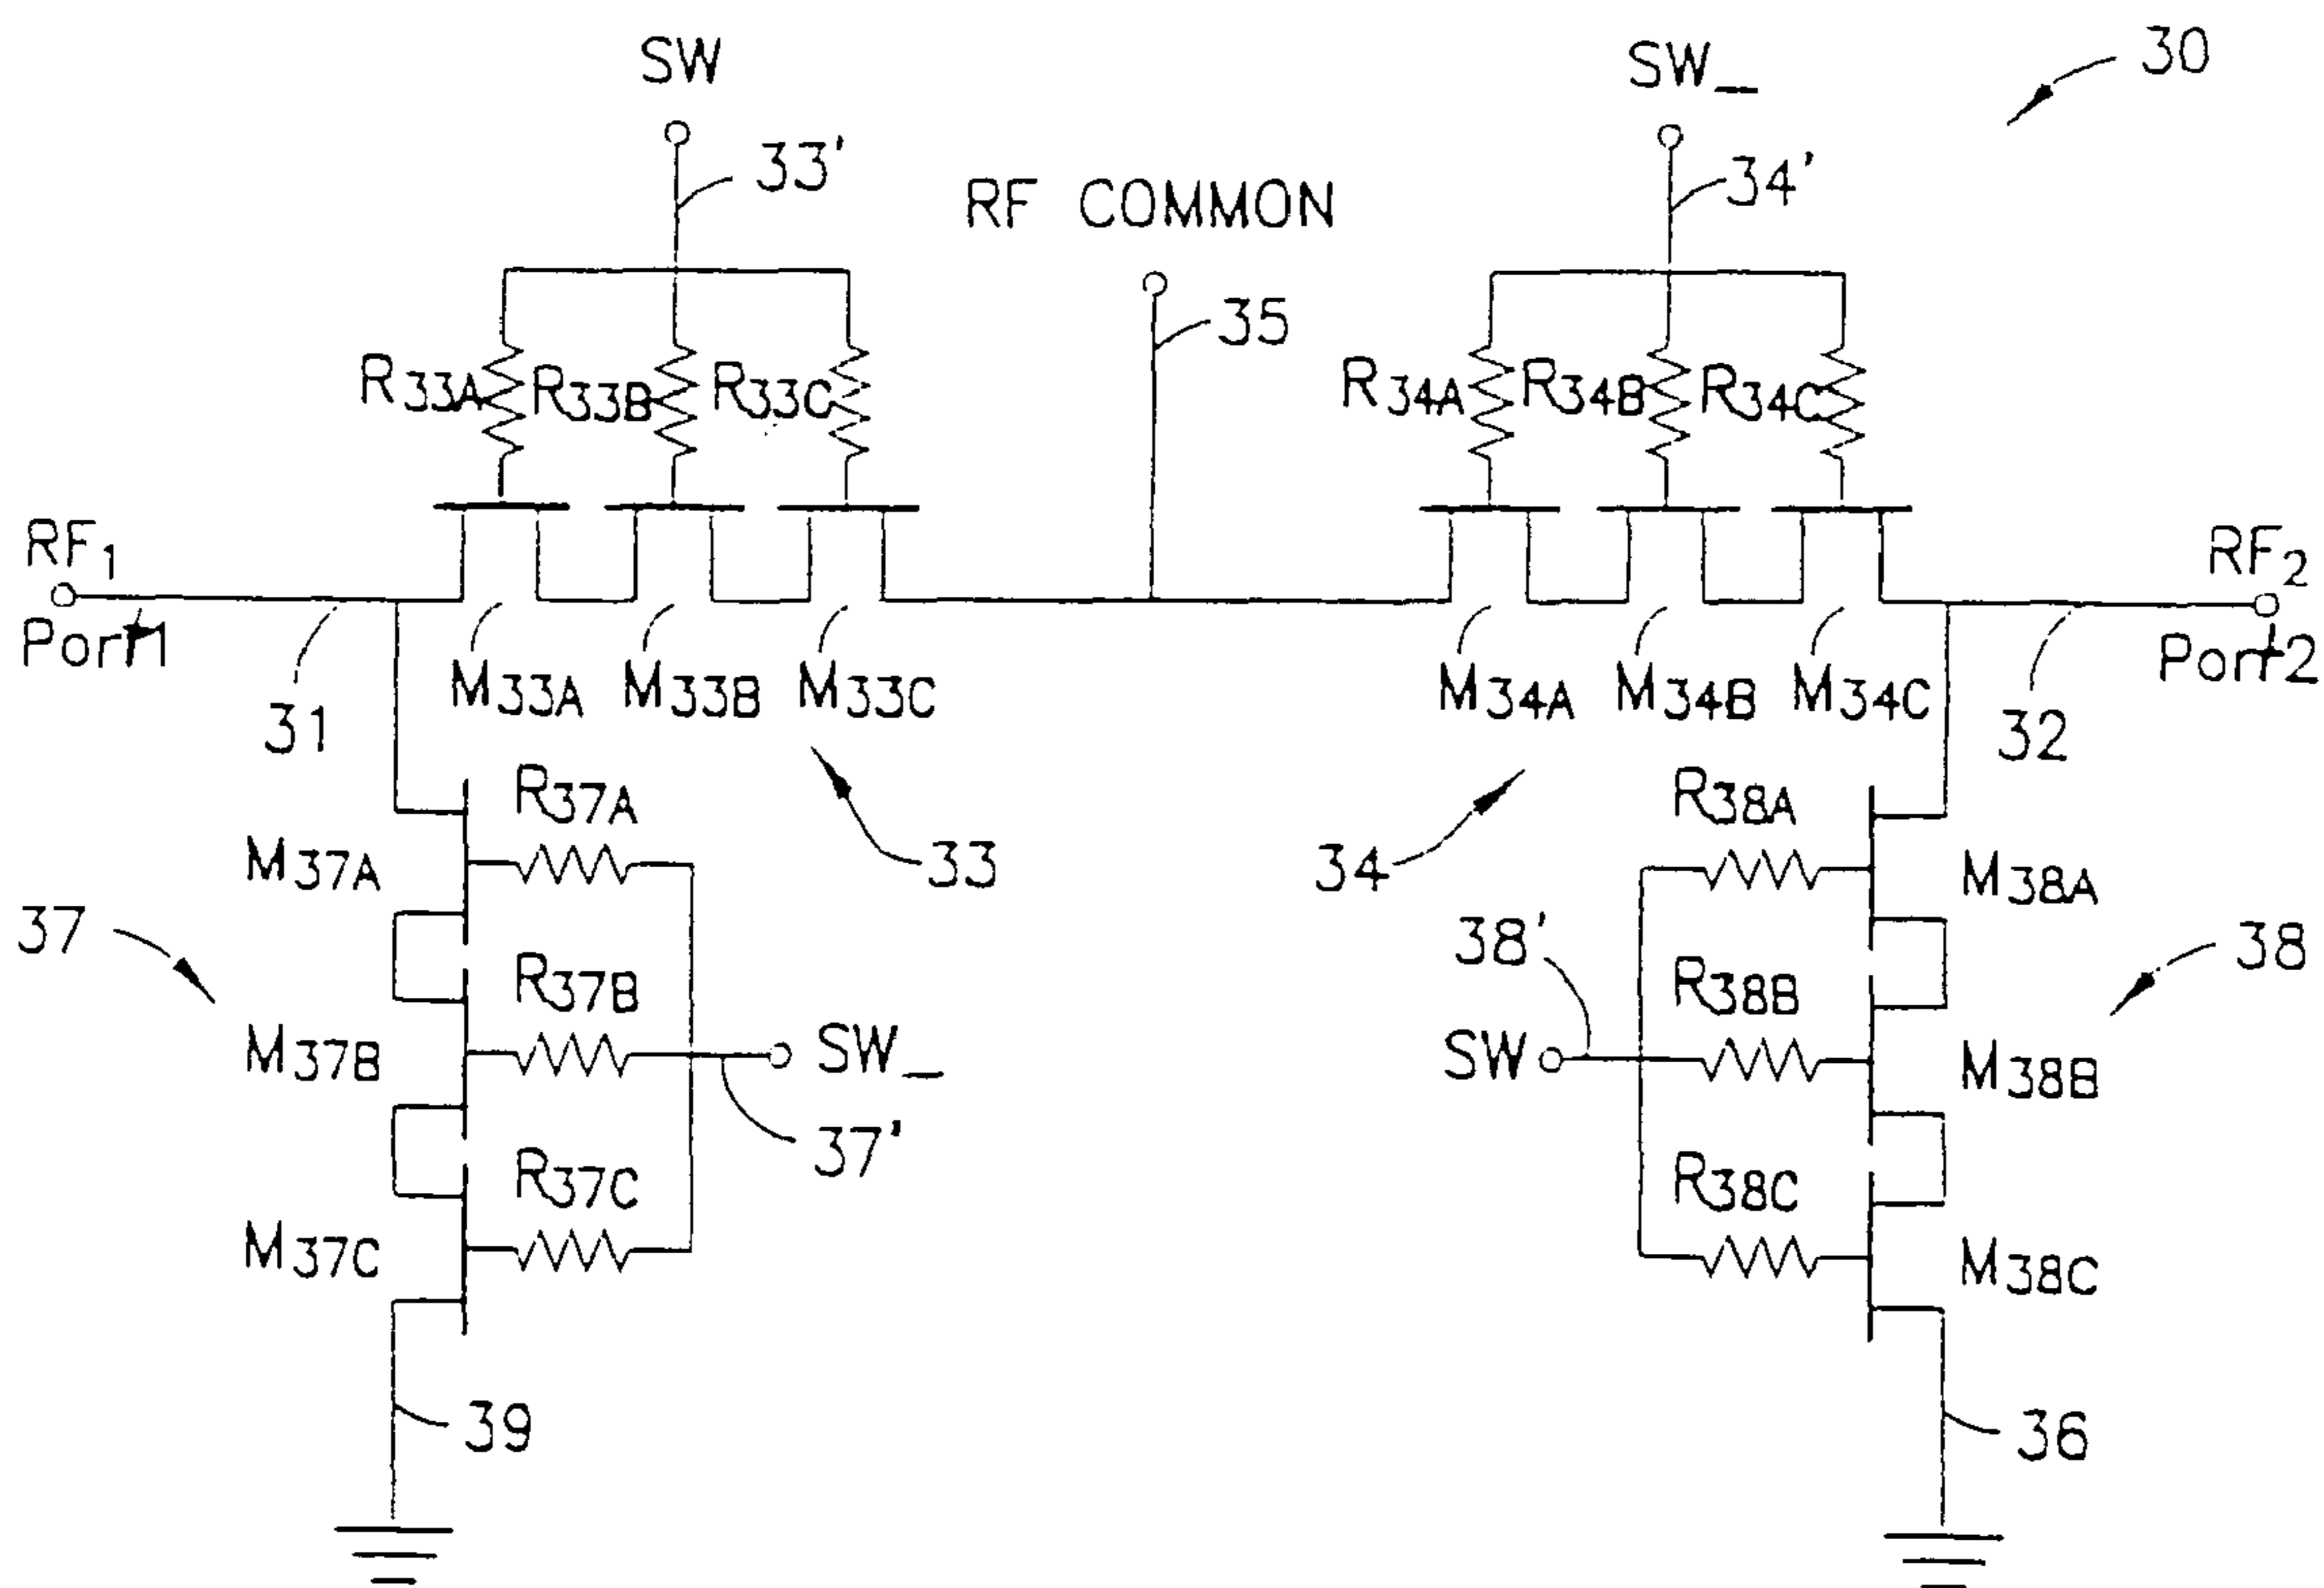 SW
SW_
30
33'
34'
RF COMMON
35
R33A
R33B
R33C
R34A
R34B
R34C
RF1
Port1
RF2
Port2
31
M33A
M33B
M33C
M34A
M34B
M34C
32
R37A
R38A
M37A
33
34
M38A
37
R37B
38'
R38B
38
M37B
SW_
SW
M38B
37'
R37C
R38C
M37C
M38C
39
36